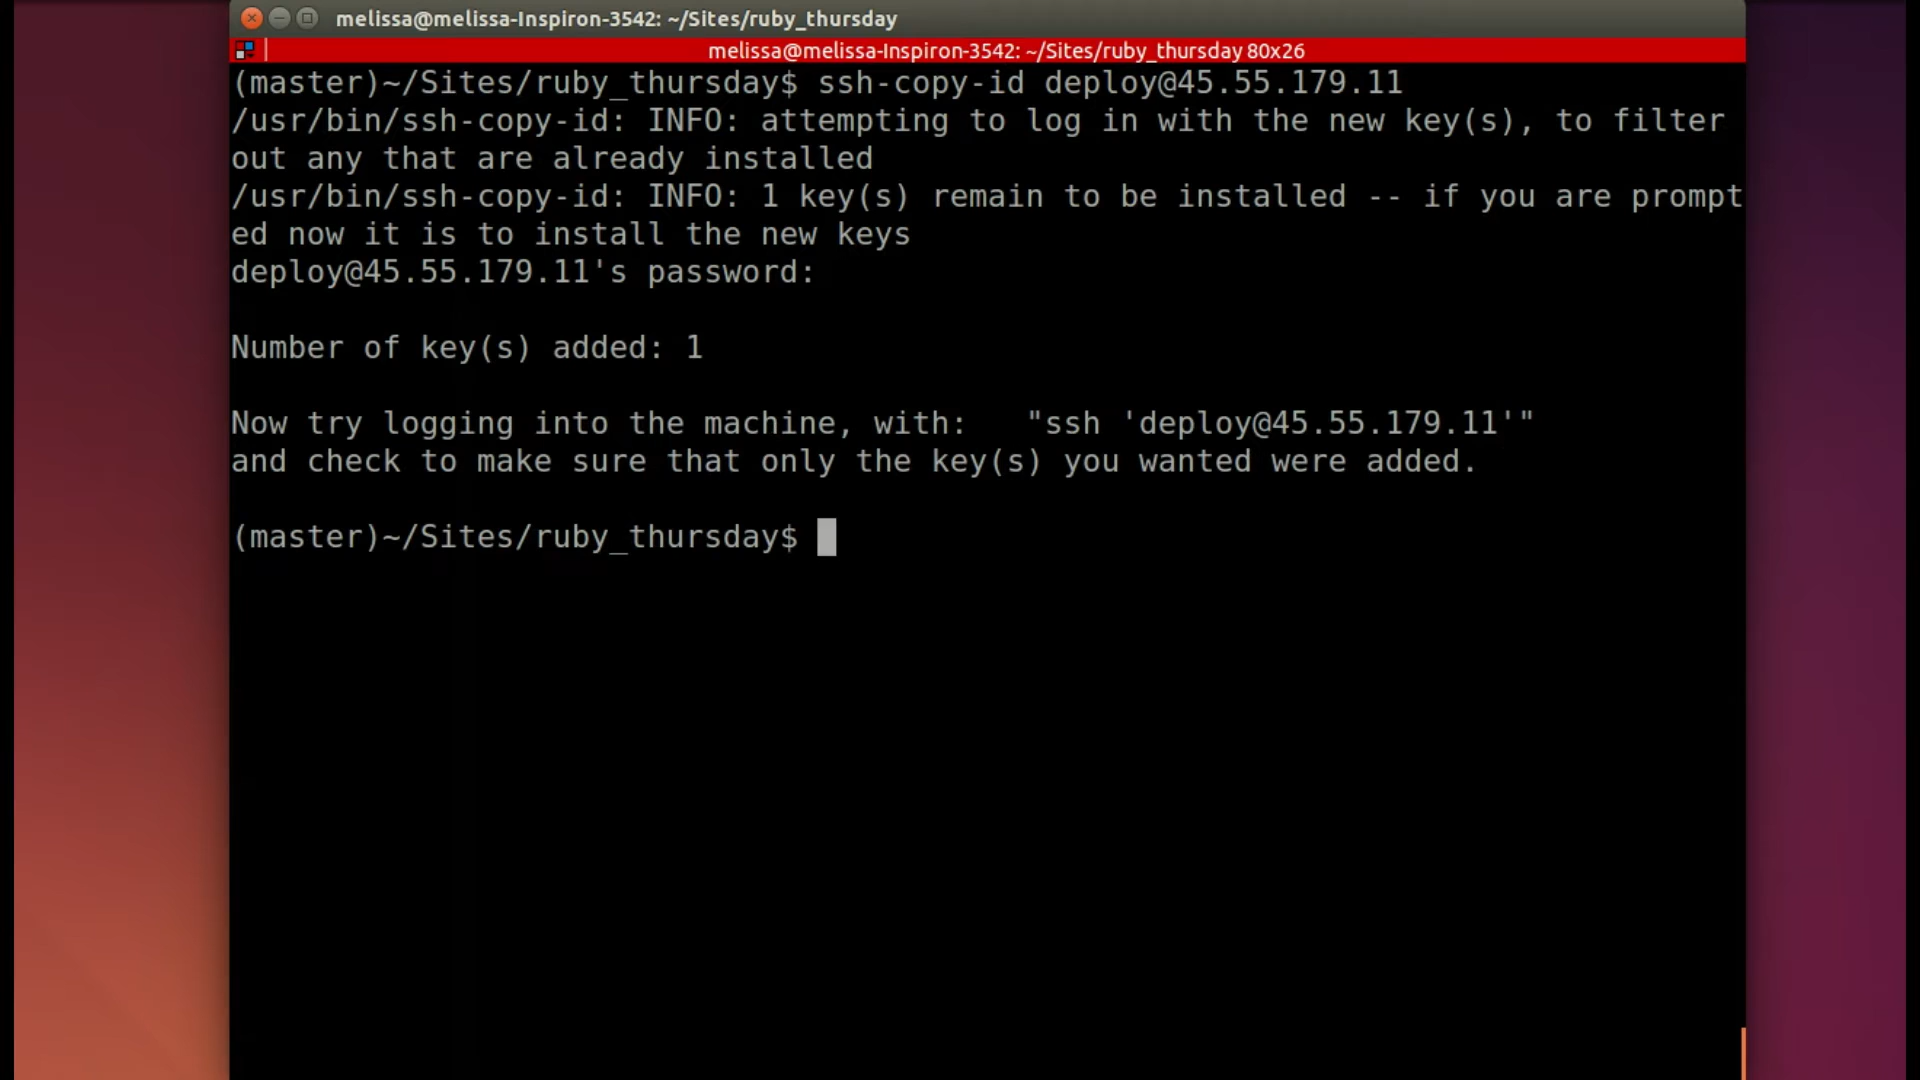 melissa@melissa-Inspiron-3542: ~/Sites/ruby_thursday
melissa@melissa-Inspiron-3542: ~/Sites/ruby_thursday 80x26
(master)~/Sites/ruby_thursday$ ssh-copy-id deploy@45.55.179.11
/usr/bin/ssh-copy-id: INFO: attempting to log in with the new key(s), to filter
out any that are already installed
/usr/bin/ssh-copy-id: INFO: 1 key(s) remain to be installed -- if you are prompt
ed now it is to install the new keys
deploy@45.55.179.11's password:
Number of key(s) added: 1
Now try logging into the machine, with:   "ssh 'deploy@45.55.179.11'"
and check to make sure that only the key(s) you wanted were added.
(master)~/Sites/ruby_thursday$